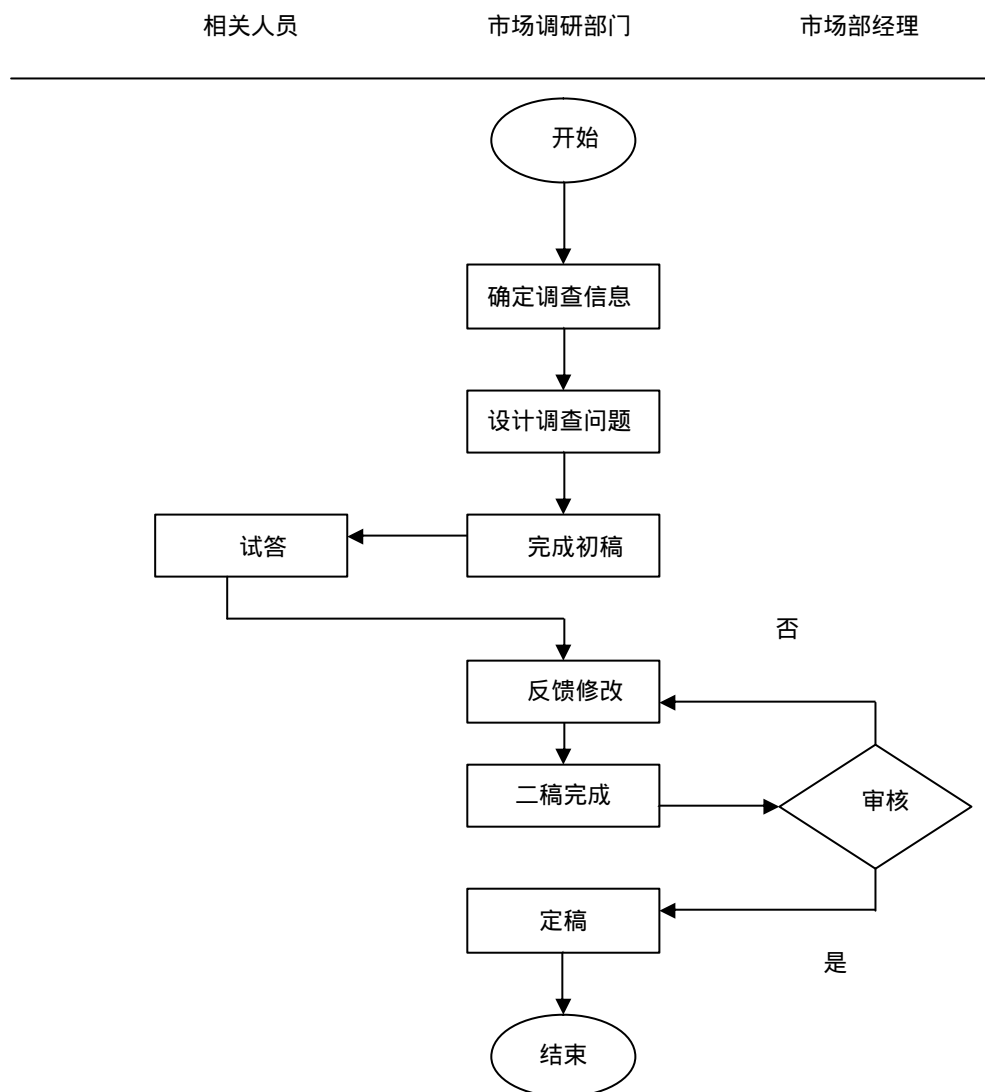 相关人员
市场调研部门
市场部经理
开始
确定调查信息
设计调查问题
试答
完成初稿
否
反馈修改
二稿完成
审核
定稿
是
结束